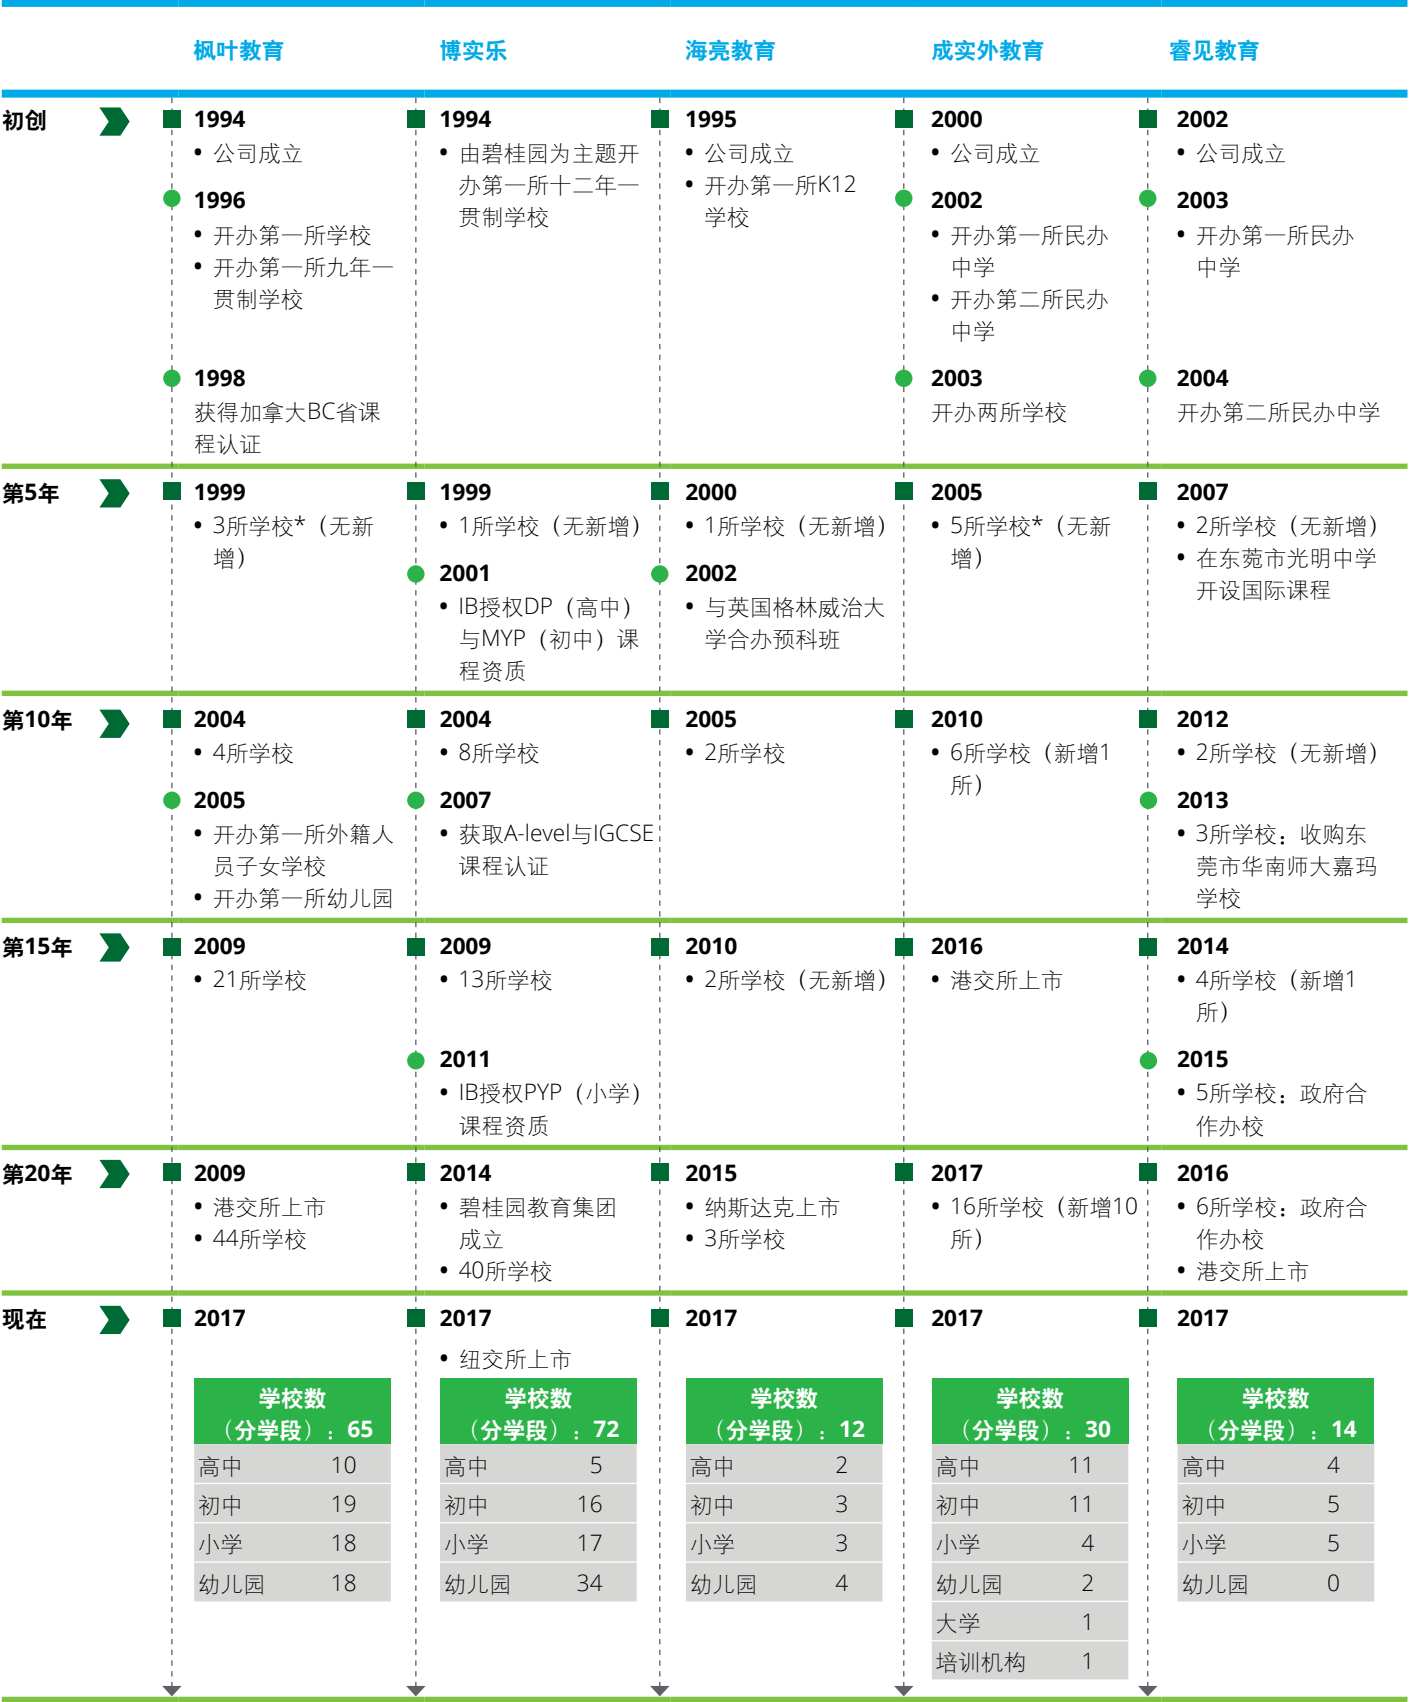 枫叶教育
博实乐
海亮教育
成实外教育
睿见教育
初创
1994
• 公司成立
1996
• 开办第一所学校
• 开办第一所九年一
贯制学校
1998
获得加拿大BC省课
程认证
1994
• 由碧桂园为主题开
办第一所十二年一
贯制学校
1995
• 公司成立
• 开办第一所K12
学校
2000
• 公司成立
2002
• 开办第一所民办
中学
• 开办第二所民办
中学
2003
开办两所学校
2002
• 公司成立
2003
• 开办第一所民办
中学
2004
开办第二所民办中学
第5年
1999
• 3所学校*（无新
增）
1999
• 1所学校（无新增）
2001
• IB授权DP（高中）
与MYP（初中）课
程资质
2000
• 1所学校（无新增）
2002
• 与英国格林威治大
学合办预科班
2005
• 5所学校*（无新
增）
2007
• 2所学校（无新增）
• 在东菀市光明中学
开设国际课程
第10年
2004
• 4所学校
2005
• 开办第一所外籍人
员子女学校
• 开办第一所幼儿园
2004
• 8所学校
2007
• 获取A-level与IGCSE
课程认证
2005
• 2所学校
2010
• 6所学校（新增1
所）
2012
• 2所学校（无新增）
2013
• 3所学校：收购东
莞市华南师大嘉玛
学校
第15年
2009
• 21所学校
2009
• 13所学校
2011
• IB授权PYP（小学）
课程资质
2010
• 2所学校（无新增）
2016
• 港交所上市
2014
• 4所学校（新增1
所）
2015
• 5所学校：政府合
作办校
第20年
2009
• 港交所上市
• 44所学校
2014
• 碧桂园教育集团
成立
• 40所学校
2015
• 纳斯达克上市
• 3所学校
2017
• 16所学校（新增10
所）
2016
• 6所学校：政府合
作办校
• 港交所上市
现在
2017
学校数
（分学段）：65
高中 10
初中 19
小学 18
幼儿园 18
2017
• 纽交所上市
学校数
（分学段）：72
高中 5
初中 16
小学 17
幼儿园 34
2017
学校数
（分学段）：12
高中 2
初中 3
小学 3
幼儿园 4
2017
学校数
（分学段）：30
高中 11
初中 11
小学 4
幼儿园 2
大学 1
培训机构 1
2017
学校数
（分学段）：14
高中 4
初中 5
小学 5
幼儿园 0